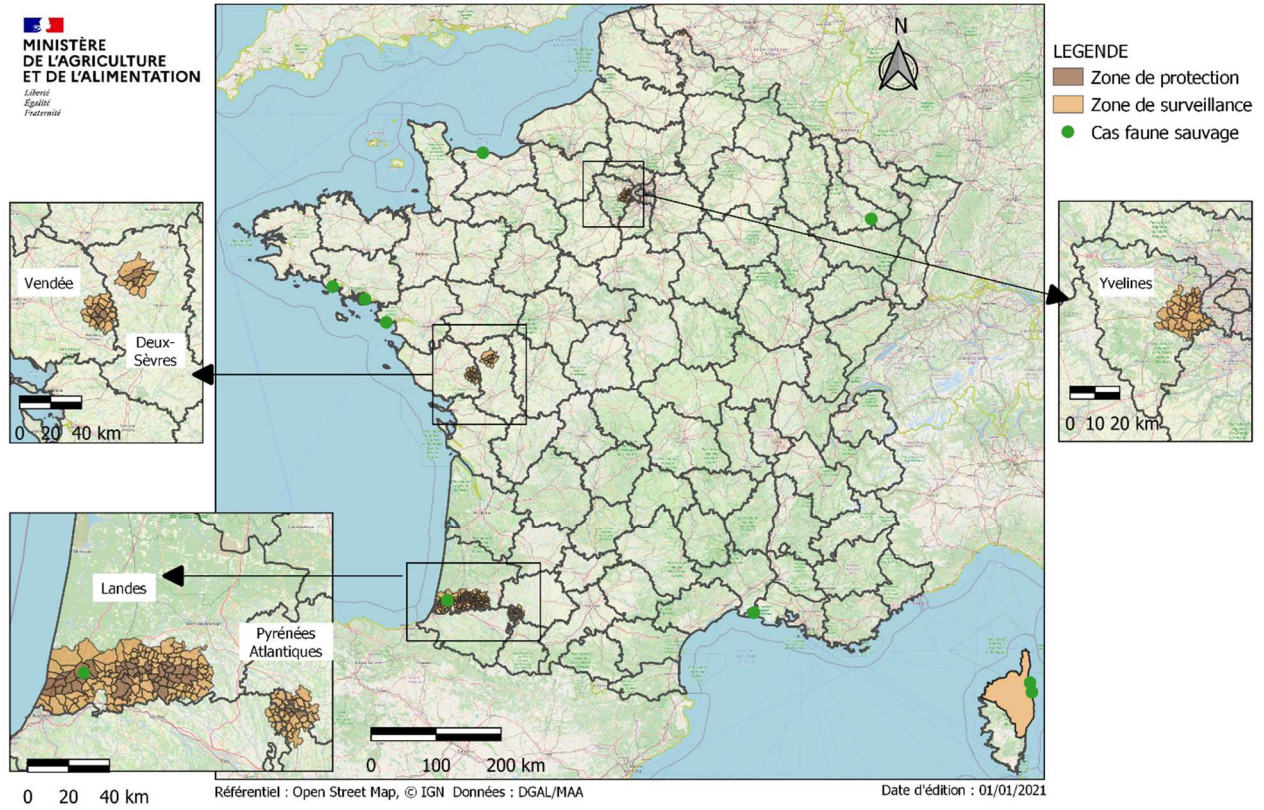 MINISTÈRE
DE L'AGRICULTURE
ET DE L'ALIMENTATION
Liberté
Égalité
Fraternité
N
LEGENDE
Zone de protection
Zone de surveillance
Cas faune sauvage
Vendée
Deux-
Sèvres
0 20 40 km
Yvelines
0 10 20 km
Landes
Pyrénées
Atlantiques
0 20 40 km
0 100 200 km
Référentiel : Open Street Map, © IGN Données : DGAL/MAA
Date d'édition : 01/01/2021